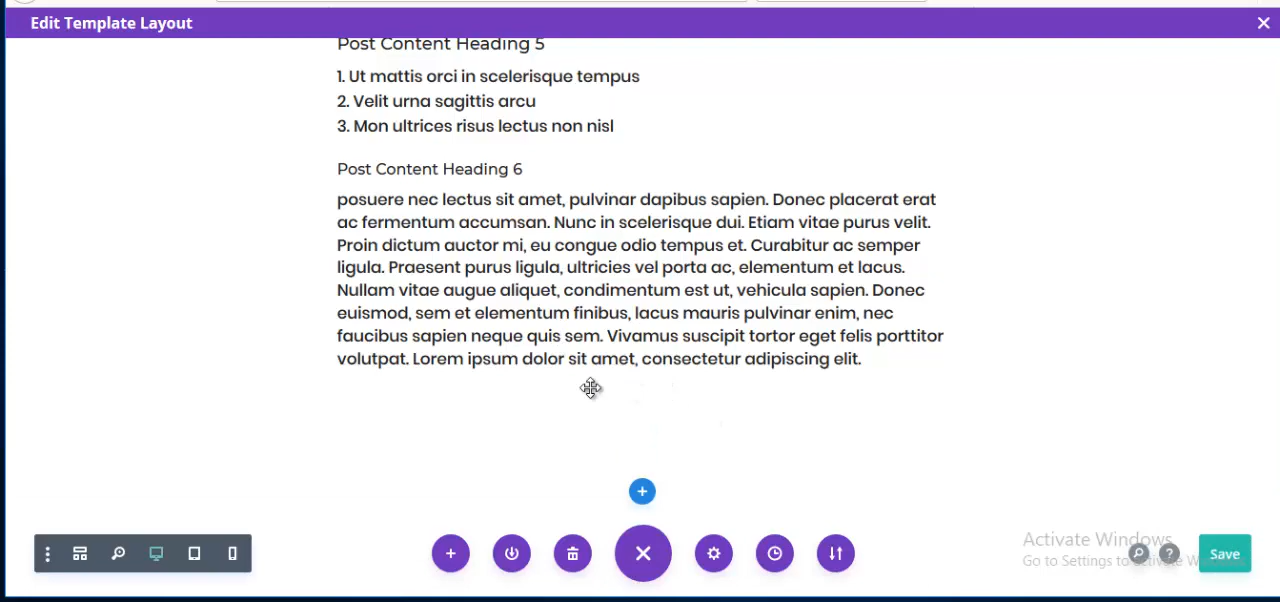 Edit Template Layout
Post Content Heading 5
1. Ut mattis orci in scelerisque tempus
2. Velit urna sagittis arcu
3. Mon ultrices risus lectus non nisl
Post Content Heading 6
posuere nec lectus sit amet, pulvinar dapibus sapien. Donec placerat erat
ac fermentum accumsan. Nunc in scelerisque dui. Etiam vitae purus velit.
Proin dictum auctor mi, eu congue odio tempus et. Curabitur ac semper
ligula. Praesent purus ligula, ultricies vel porta ac, elementum et lacus.
Nullam vitae augue aliquet, condimentum est ut, vehicula sapien. Donec
euismod, sem et elementum finibus, lacus mauris pulvinar enim, nec
faucibus sapien neque quis sem. Vivamus suscipit tortor eget felis porttitor
volutpat. Lorem ipsum dolor sit amet, consectetur adipiscing elit.
Activate Windows
Go to Settings to activate
Save